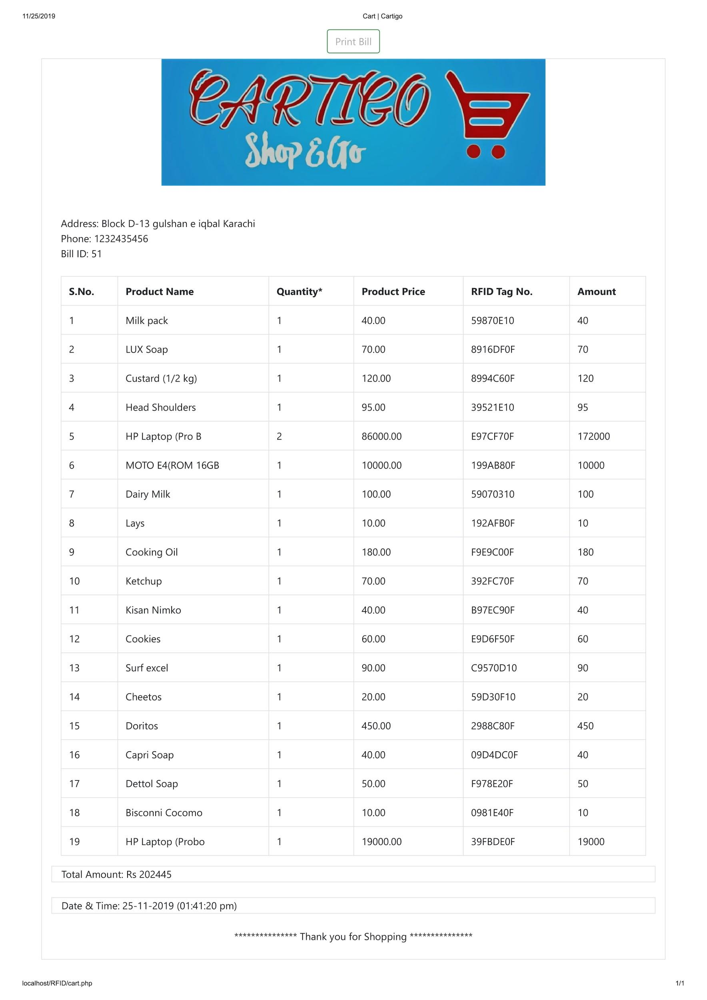 11/25/2019 Cart | Cartigo
Print Bill
CARTIGO
Shop & Go
Address: Block D-13 gulshan e iqbal Karachi
Phone: 1232435456
Bill ID: 51
S.No. Product Name Quantity* Product Price RFID Tag No. Amount
1 Milk pack 1 40.00 59870E10 40
2 LUX Soap 1 70.00 8916DF0F 70
3 Custard (1/2 kg) 1 120.00 8994C60F 120
4 Head Shoulders 1 95.00 39521E10 95
5 HP Laptop (Pro B 2 86000.00 E97CF70F 172000
6 MOTO E4(ROM 16GB 1 10000.00 199AB80F 10000
7 Dairy Milk 1 100.00 59070310 100
8 Lays 1 10.00 192AFB0F 10
9 Cooking Oil 1 180.00 F9E9C00F 180
10 Ketchup 1 70.00 392FC70F 70
11 Kisan Nimko 1 40.00 B97EC90F 40
12 Cookies 1 60.00 E9D6F50F 60
13 Surf excel 1 90.00 C9570D10 90
14 Cheetos 1 20.00 59D30F10 20
15 Doritos 1 450.00 2988C80F 450
16 Capri Soap 1 40.00 09D4DC0F 40
17 Dettol Soap 1 50.00 F978E20F 50
18 Bisconni Cocomo 1 10.00 0981E40F 10
19 HP Laptop (Probo 1 19000.00 39FBDE0F 19000
Total Amount: Rs 202445
Date & Time: 25-11-2019 (01:41:20 pm)
*************** Thank you for Shopping ***************
localhost/RFID/cart.php 1/1